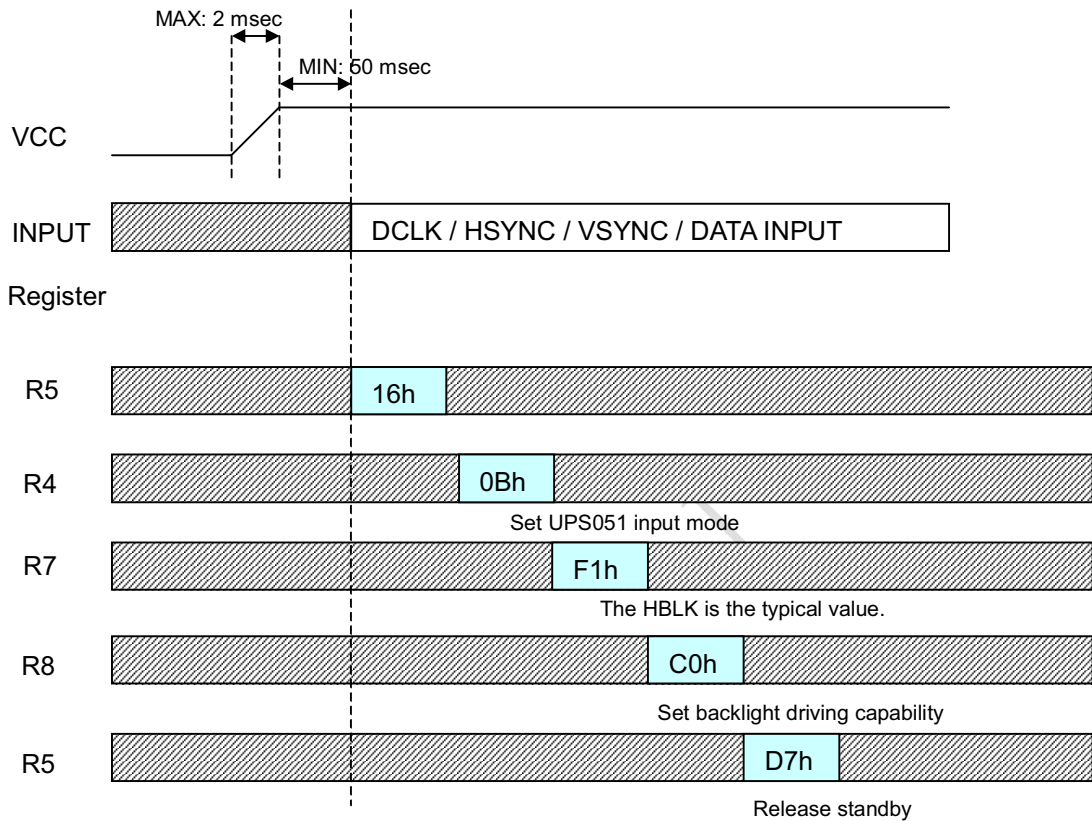 MAX: 2 msec
MIN: 50 msec
VCC
INPUT
DCLK / HSYNC / VSYNC / DATA INPUT
Register
R5
16h
R4
0Bh
Set UPS051 input mode
R7
F1h
The HBLK is the typical value.
R8
C0h
Set backlight driving capability
R5
D7h
Release standby